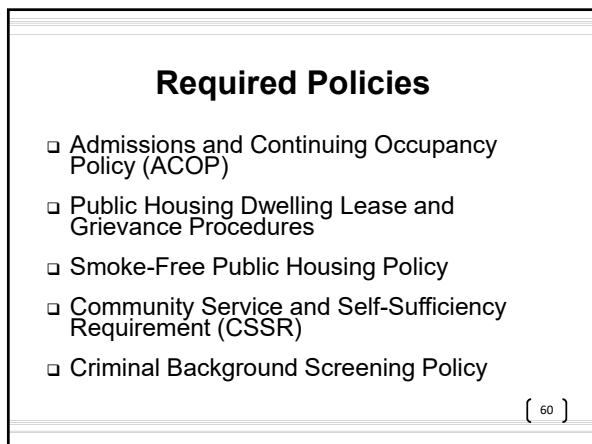 Required Policies
❑ Admissions and Continuing Occupancy
Policy (ACOP)
❑ Public Housing Dwelling Lease and
Grievance Procedures
❑ Smoke-Free Public Housing Policy
❑ Community Service and Self-Sufficiency
Requirement (CSSR)
❑ Criminal Background Screening Policy
60